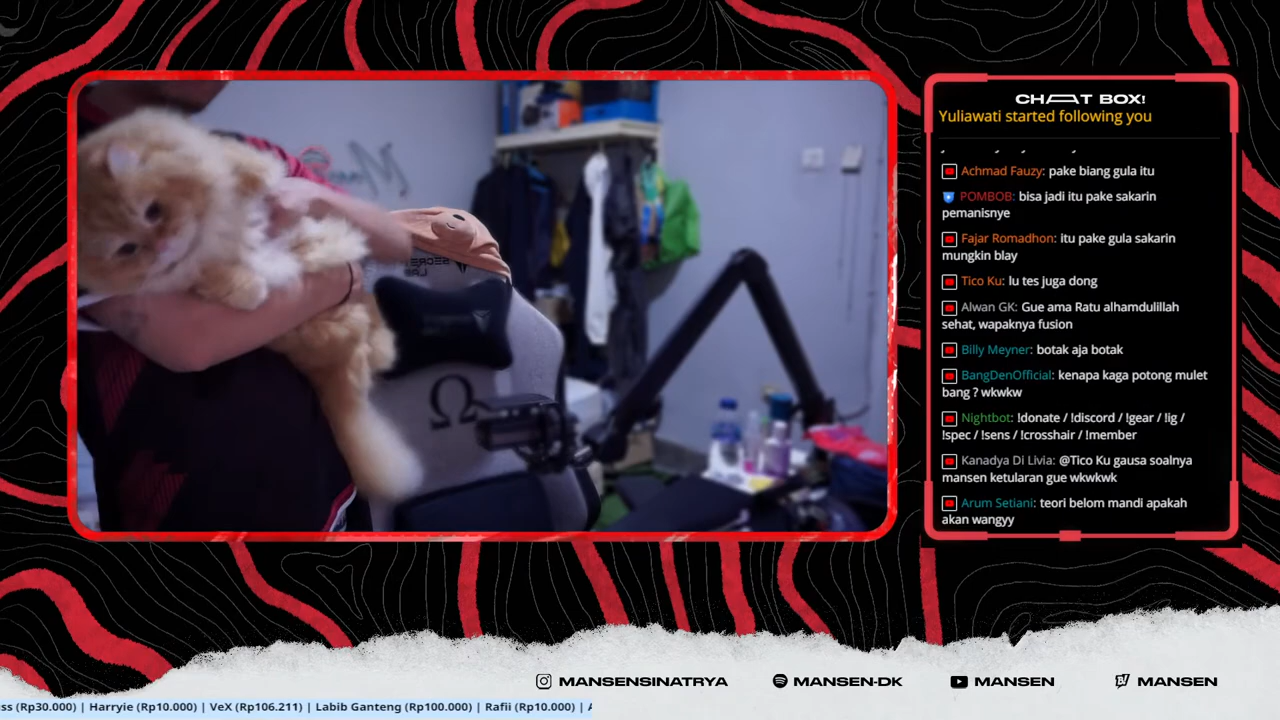 CHAT BOX!
Yuliawati started following you
Achmad Fauzy: pake biang gula itu
POMBOB: bisa jadi itu pake sakarin
pemanisnye
Fajar Romadhon: itu pake gula sakarin
mungkin blay
Tico Ku: lu tes juga dong
Alwan GK: Gue ama Ratu alhamdulillah
sehat, wapaknya fusion
Billy Meyner: botak aja botak
BangDenOfficial: kenapa kaga potong mulet
bang ? wkwkw
Nightbot: !donate / !discord / !gear / !ig /
!spec / !sens / !crosshair / !member
Kanadya Di Livia: @Tico Ku gausa soalnya
mansen ketularan gue wkwkwk
Arum Setiani: teori belom mandi apakah
akan wangyy
Ω
MANSENSINATRYA
MANSEN-DK
MANSEN
MANSEN
ss (Rp30.000) | Harryie (Rp10.000) | VeX (Rp106.211) | Labib Ganteng (Rp100.000) | Rafii (Rp10.000) |